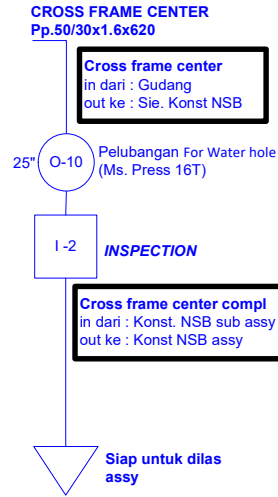 CROSS FRAME CENTER
Pp.50/30x1.6x620
Cross frame center
in dari : Gudang
out ke : Sie. Konst NSB
25"
O-10
Pelubangan For Water hole
(Ms. Press 16T)
I -2
INSPECTION
Cross frame center compl
in dari : Konst. NSB sub assy
out ke : Konst NSB assy
Siap untuk dilas
assy